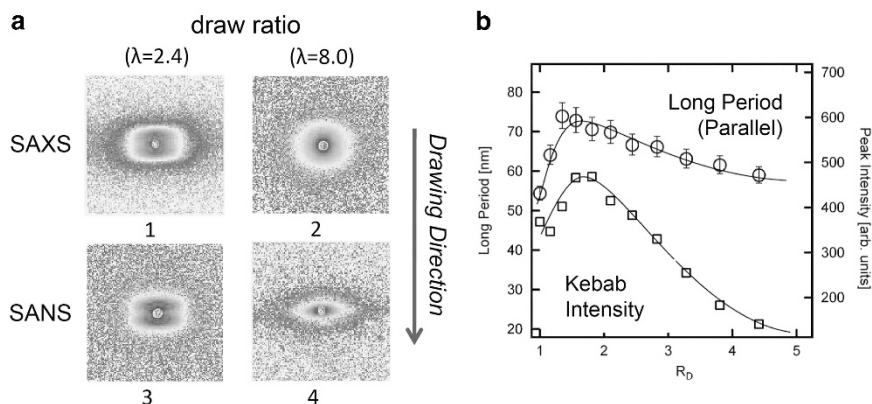 a
draw ratio
(λ=2.4)
(λ=8.0)
SAXS
1
2
SANS
3
4
Drawing Direction
b
Long Period [nm]
80
70
60
50
40
30
20
Long Period
(Parallel)
Kebab
Intensity
700
600
500
400
300
200
Peak Intensity [arb. units]
1 2 3 4 5
R_D